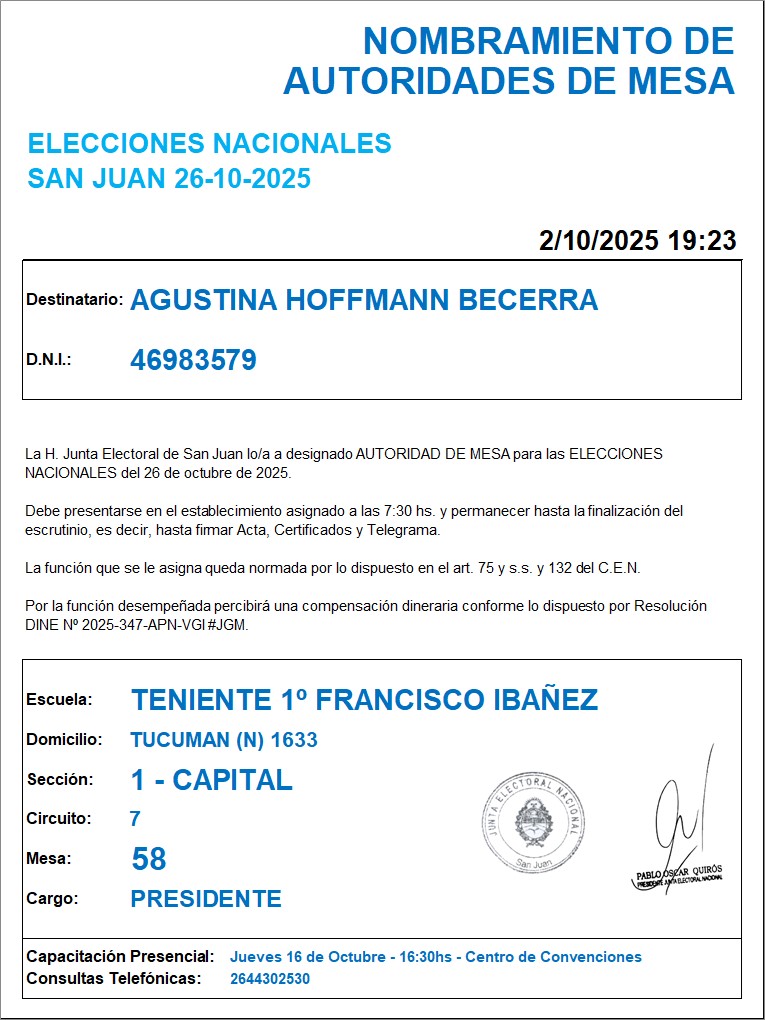 NOMBRAMIENTO DE
AUTORIDADES DE MESA
ELECCIONES NACIONALES
SAN JUAN 26-10-2025
2/10/2025 19:23
Destinatario: AGUSTINA HOFFMANN BECERRA
D.N.I.: 46983579
La H. Junta Electoral de San Juan lo/a a designado AUTORIDAD DE MESA para las ELECCIONES
NACIONALES del 26 de octubre de 2025.
Debe presentarse en el establecimiento asignado a las 7:30 hs. y permanecer hasta la finalización del
escrutinio, es decir, hasta firmar Acta, Certificados y Telegrama.
La función que se le asigna queda normada por lo dispuesto en el art. 75 y s.s. y 132 del C.E.N.
Por la función desempeñada percibirá una compensación dineraria conforme lo dispuesto por Resolución
DINE Nº 2025-347-APN-VGI#JGM.
Escuela: TENIENTE 1º FRANCISCO IBAÑEZ
Domicilio: TUCUMAN (N) 1633
Sección: 1 - CAPITAL
Circuito: 7
Mesa: 58
Cargo: PRESIDENTE
JUNTA ELECTORAL NACIONAL
San Juan
PABLO OSCAR QUIRÓS
PRESIDENTE JUNTA ELECTORAL NACIONAL
Capacitación Presencial: Jueves 16 de Octubre - 16:30hs - Centro de Convenciones
Consultas Telefónicas: 2644302530